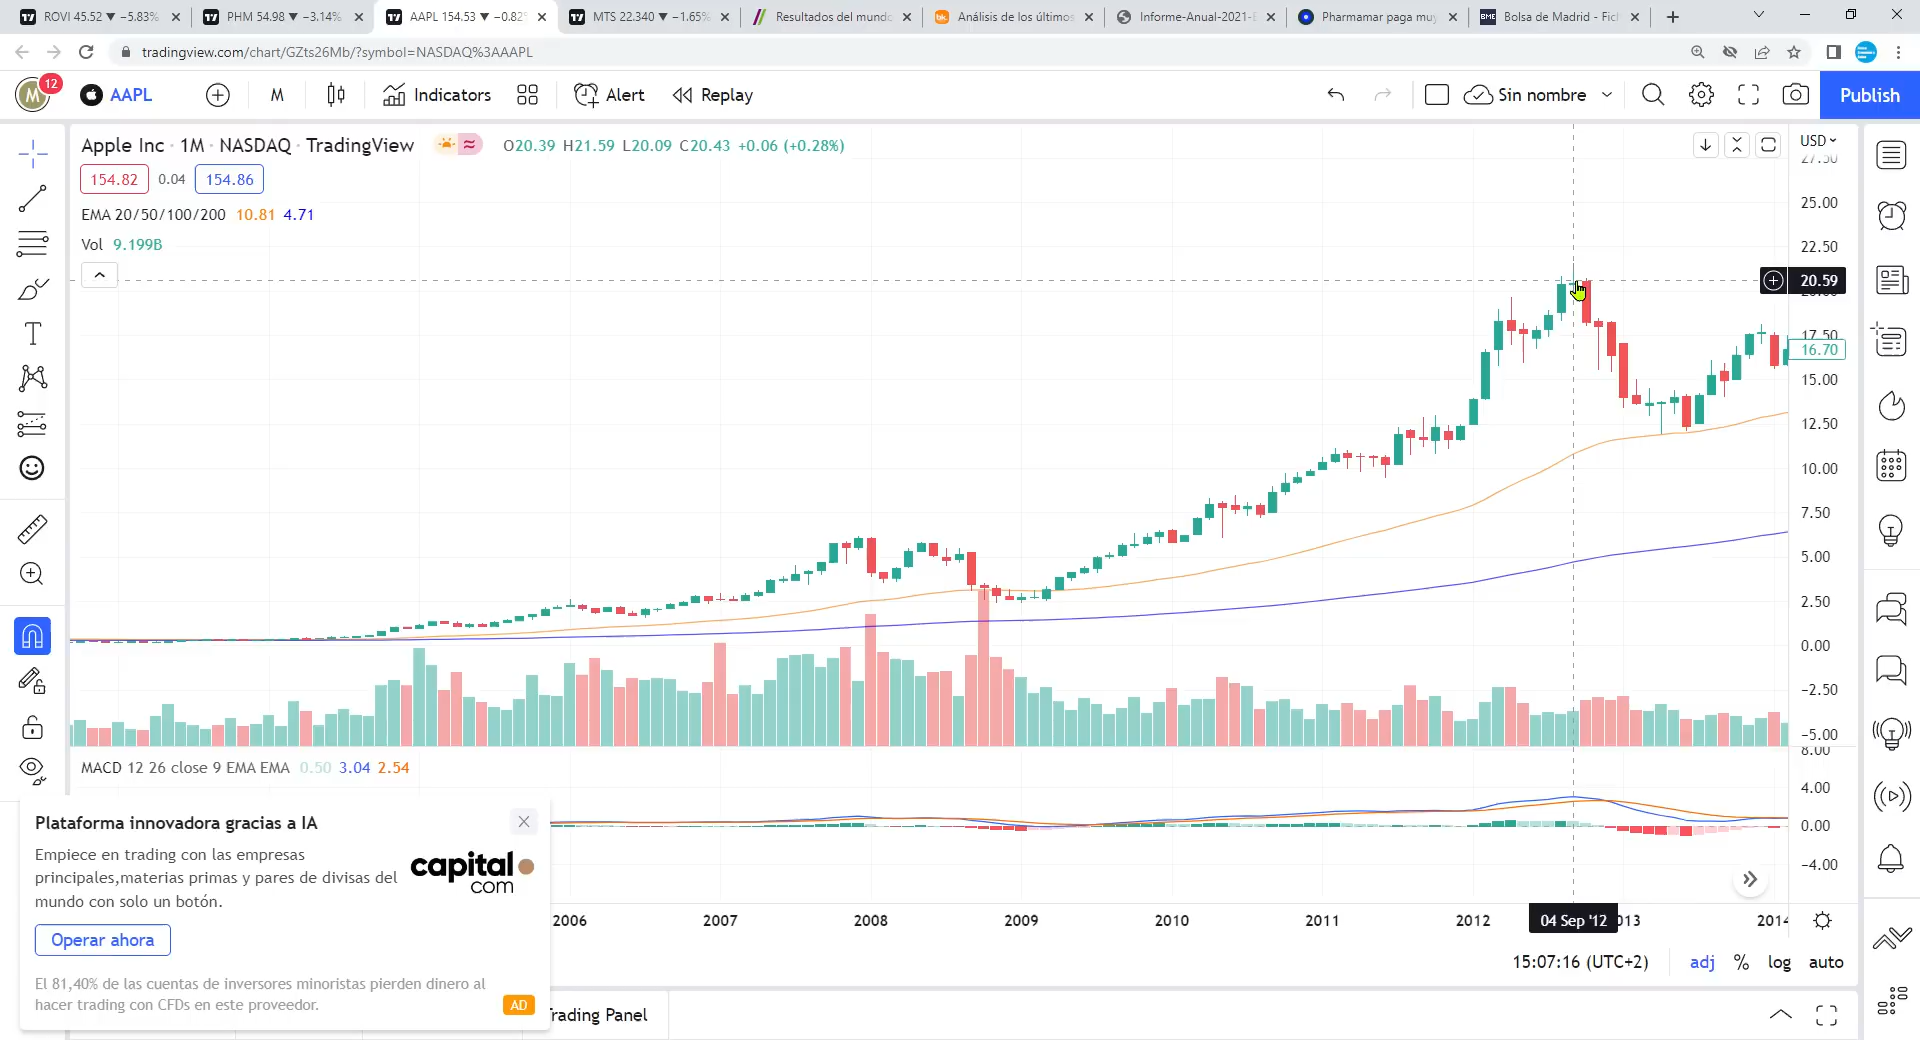 ROVI 45.52 ▼ −5.83%
PHM 54.98 ▼ −3.14%
AAPL 154.53 ▼ −0.82
MTS 22.340 ▼ −1.65%
Resultados del mund
Análisis de los últimos
Informe-Anual-2021-
Pharmamar paga muy
Bolsa de Madrid - Fic
tradingview.com/chart/GZts26Mb/?symbol=NASDAQ%3AAAPL
M
12
AAPL
M
Indicators
Alert
Replay
Sin nombre
Publish
Apple Inc · 1M · NASDAQ · TradingView
O20.39 H21.59 L20.09 C20.43 +0.06 (+0.28%)
USD
27.50
154.82
0.04
154.86
25.00
EMA 20/50/100/200 10.81 4.71
Vol 9.199B
22.50
20.59
20.00
17.50
16.70
15.00
12.50
10.00
7.50
5.00
2.50
0.00
−2.50
−5.00
8.00
MACD 12 26 close 9 EMA EMA 0.50 3.04 2.54
4.00
0.00
−4.00
Plataforma innovadora gracias a IA
Empiece en trading con las empresas
principales,materias primas y pares de divisas del
mundo con solo un botón.
capital
com
Operar ahora
El 81,40% de las cuentas de inversores minoristas pierden dinero al
hacer trading con CFDs en este proveedor.
AD
2006
2007
2008
2009
2010
2011
2012
04 Sep '12
013
2014
15:07:16 (UTC+2)
adj
%
log
auto
Trading Panel